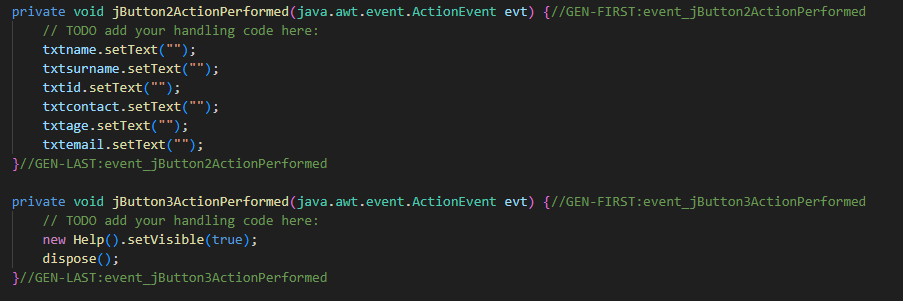 private void jButton2ActionPerformed(java.awt.event.ActionEvent evt) {//GEN-FIRST:event_jButton2ActionPerformed
// TODO add your handling code here:
txtname.setText("");
txtsurname.setText("");
txtid.setText("");
txtcontact.setText("");
txtage.setText("");
txtemail.setText("");
}//GEN-LAST:event_jButton2ActionPerformed
private void jButton3ActionPerformed(java.awt.event.ActionEvent evt) {//GEN-FIRST:event_jButton3ActionPerformed
// TODO add your handling code here:
new Help().setVisible(true);
dispose();
}//GEN-LAST:event_jButton3ActionPerformed